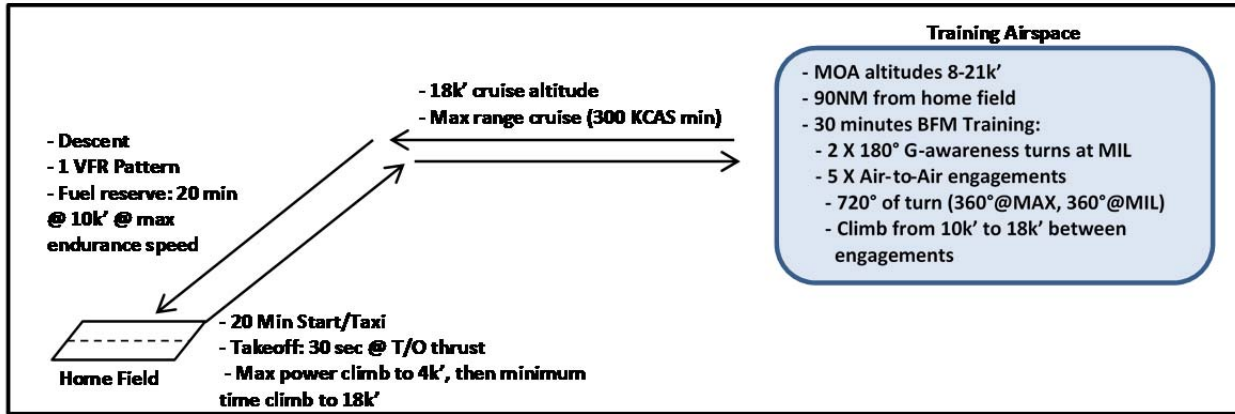 Training Airspace
- MOA altitudes 8-21k'
- 90NM from home field
- 30 minutes BFM Training:
- 2 X 180° G-awareness turns at MIL
- 5 X Air-to-Air engagements
- 720° of turn (360°@MAX, 360°@MIL)
- Climb from 10k' to 18k' between
engagements
- 18k' cruise altitude
- Max range cruise (300 KCAS min)
- Descent
- 1 VFR Pattern
- Fuel reserve: 20 min
@ 10k' @ max
endurance speed
- 20 Min Start/Taxi
- Takeoff: 30 sec @ T/O thrust
- Max power climb to 4k', then minimum
time climb to 18k'
Home Field